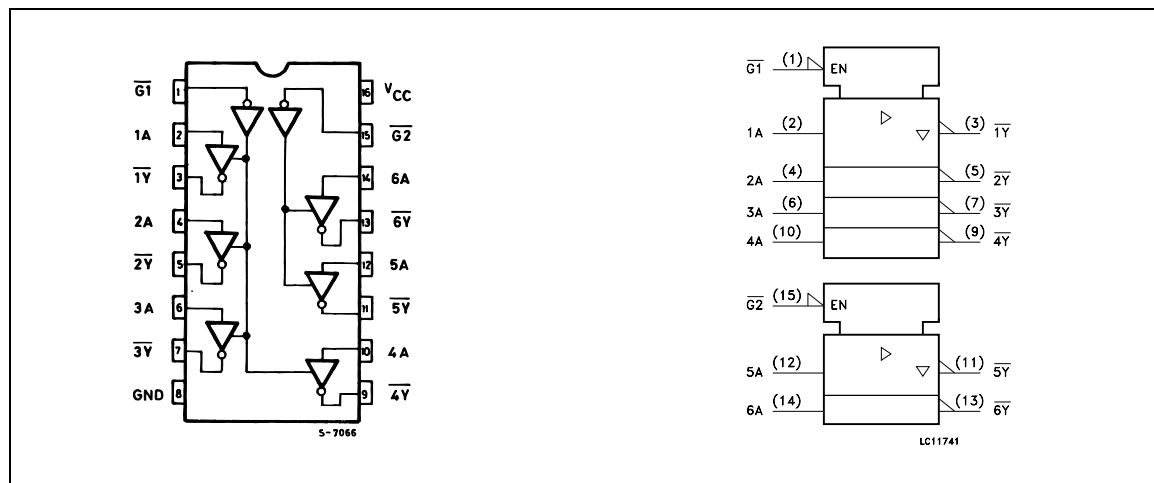 G1 1 16 VCC
1A 2 15 G2
1Y 3 14 6A
2A 4 13 6Y
2Y 5 12 5A
3A 6 11 5Y
3Y 7 10 4A
GND 8 9 4Y
S-7066
G1 (1) EN
1A (2) (3) 1Y
2A (4) (5) 2Y
3A (6) (7) 3Y
4A (10) (9) 4Y
G2 (15) EN
5A (12) (11) 5Y
6A (14) (13) 6Y
LC11741